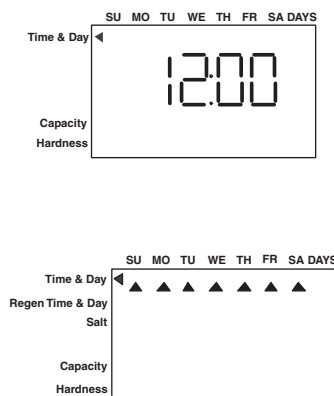 SU MO TU WE TH FR SA DAYS
Time & Day
12:00
Capacity
Hardness
SU MO TU WE TH FR SA DAYS
Time & Day
Regen Time & Day
Salt
Capacity
Hardness